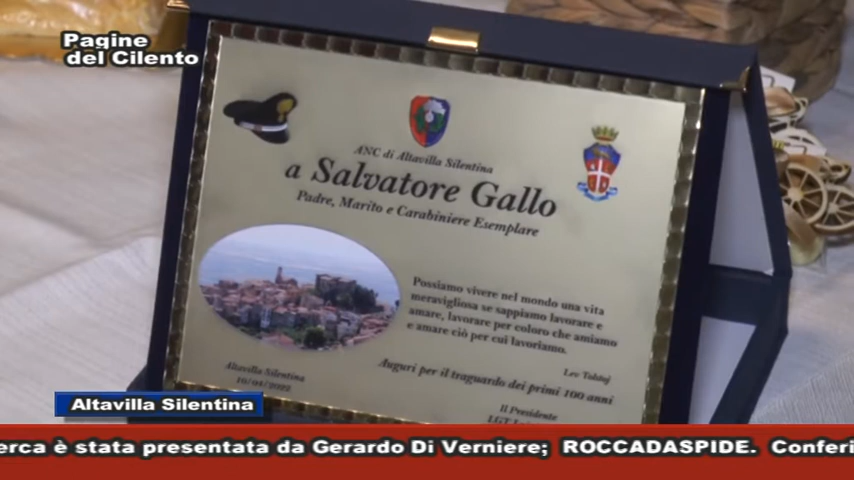 Pagine
del Cilento
ANC di Altavilla Silentina
a Salvatore Gallo
Padre, Marito e Carabiniere Esemplare
Possiamo vivere nel mondo una vita
meravigliosa se sappiamo lavorare e
amare, lavorare per coloro che amiamo
e amare ciò per cui lavoriamo.
Leo Tolstoj
Auguri per il traguardo dei primi 100 anni
Altavilla Silentina
Il Presidente
LGT
Altavilla Silentina
erca è stata presentata da Gerardo Di Verniere; ROCCADASPIDE. Conferi